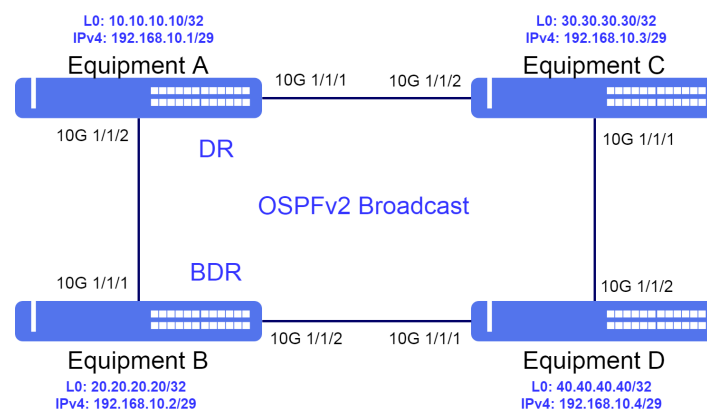 L0: 10.10.10.10/32
IPv4: 192.168.10.1/29
Equipment A
L0: 30.30.30.30/32
IPv4: 192.168.10.3/29
Equipment C
10G 1/1/1
10G 1/1/2
10G 1/1/2
DR
10G 1/1/1
OSPFv2 Broadcast
BDR
10G 1/1/1
10G 1/1/2
10G 1/1/2
10G 1/1/1
Equipment B
L0: 20.20.20.20/32
IPv4: 192.168.10.2/29
Equipment D
L0: 40.40.40.40/32
IPv4: 192.168.10.4/29